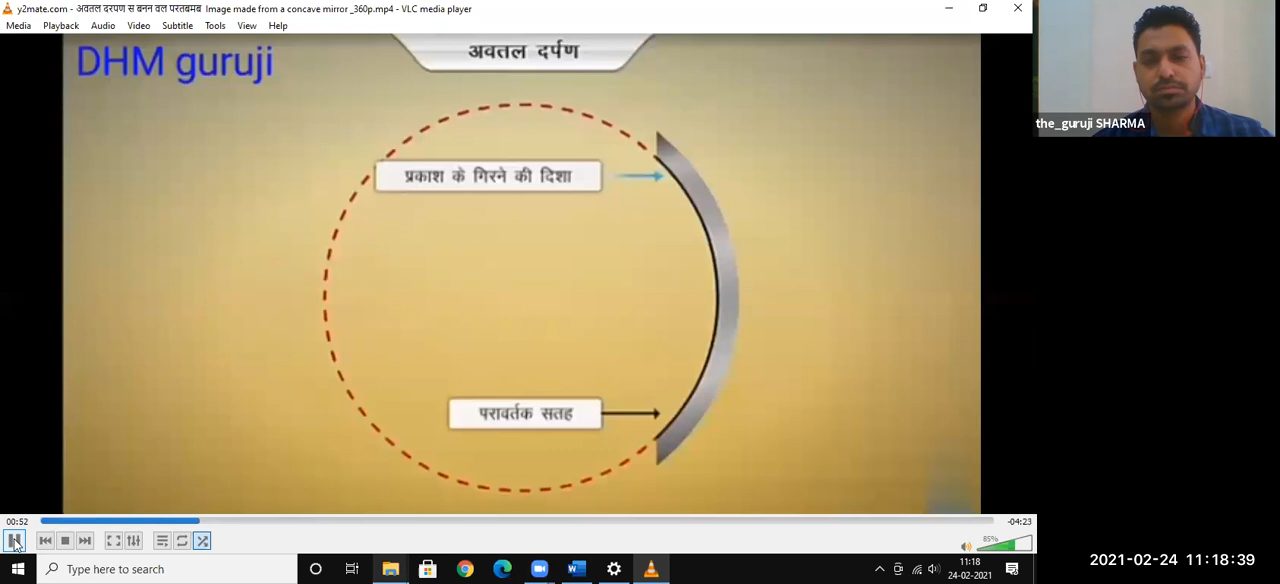 y2mate.com - अवतल दरपण स बनन वल परतबमब Image made from a concave mirror _360p.mp4 - VLC media player
Media Playback Audio Video Subtitle Tools View Help
DHM guruji
अवतल दर्पण
the_guruji SHARMA
प्रकाश के गिरने की दिशा
परावर्तक सतह
00:52
-04:23
85%
Type here to search
11:18
24-02-2021
2021-02-24 11:18:39